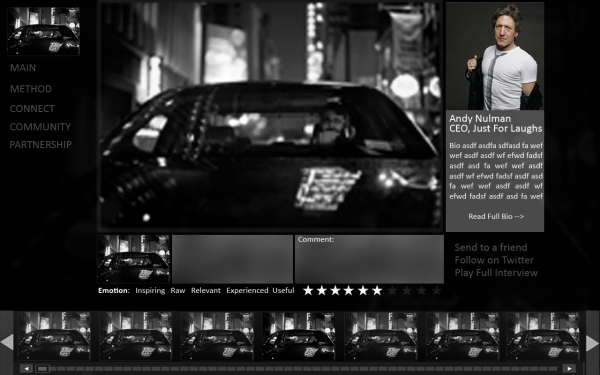 MAIN
METHOD
CONNECT
COMMUNITY
PARTNERSHIP
Andy Nulman
CEO, Just For Laughs
Bio asdf asdfa sdfasd fa wef
wef asdf asdf wf efwd fadsf
asdf asd fa wef wef asdf
asdf wf efwd fadsf asdf asd
fa wef wef asdf asdf wf
efwd fadsf asdf asd fa wef
Read Full Bio -->
Comment:
Send to a friend
Follow on Twitter
Play Full Interview
Emotion: Inspiring Raw Relevant Experienced Useful